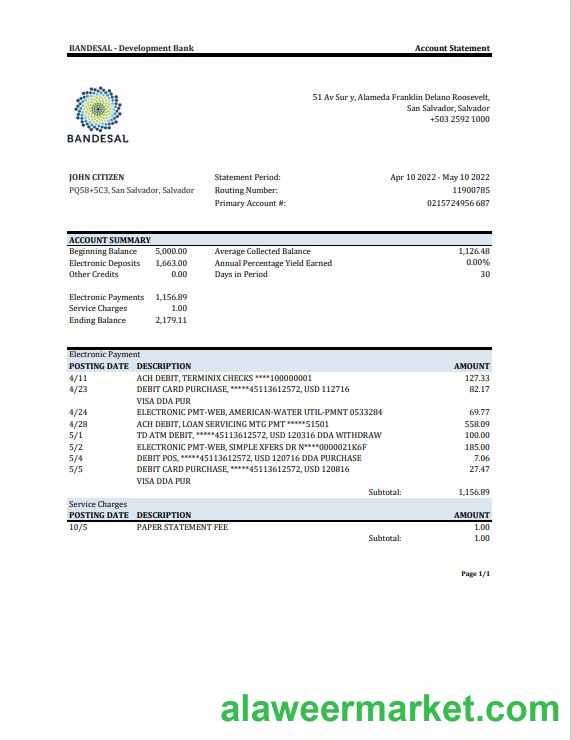 BANDESAL - Development Bank Account Statement
BANDESAL
51 Av Sur y, Alameda Franklin Delano Roosevelt,
San Salvador, Salvador
+503 2592 1000
JOHN CITIZEN Statement Period: Apr 10 2022 - May 10 2022
PQ58+5C3, San Salvador, Salvador Routing Number: 11900785
Primary Account #: 0215724956 687
ACCOUNT SUMMARY
Beginning Balance 5,000.00 Average Collected Balance 1,126.48
Electronic Deposits 1,663.00 Annual Percentage Yield Earned 0.00%
Other Credits 0.00 Days in Period 30
Electronic Payments 1,156.89
Service Charges 1.00
Ending Balance 2,179.11
Electronic Payment
POSTING DATE DESCRIPTION AMOUNT
4/11 ACH DEBIT, TERMINIX CHECKS ****100000001 127.33
4/23 DEBIT CARD PURCHASE, *****45113612572, USD 112716 82.17
VISA DDA PUR
4/24 ELECTRONIC PMT-WEB, AMERICAN-WATER UTIL-PMNT 0533284 69.77
4/28 ACH DEBIT, LOAN SERVICING MTG PMT *****51501 558.09
5/1 TD ATM DEBIT, *****45113612572, USD 120316 DDA WITHDRAW 100.00
5/2 ELECTRONIC PMT-WEB, SIMPLE XFERS DR N****0000021K6F 185.00
5/4 DEBIT POS, *****45113612572, USD 120716 DDA PURCHASE 7.06
5/5 DEBIT CARD PURCHASE, *****45113612572, USD 120816 27.47
VISA DDA PUR
Subtotal: 1,156.89
Service Charges
POSTING DATE DESCRIPTION AMOUNT
10/5 PAPER STATEMENT FEE 1.00
Subtotal: 1.00
Page 1/1
alaweermarket.com